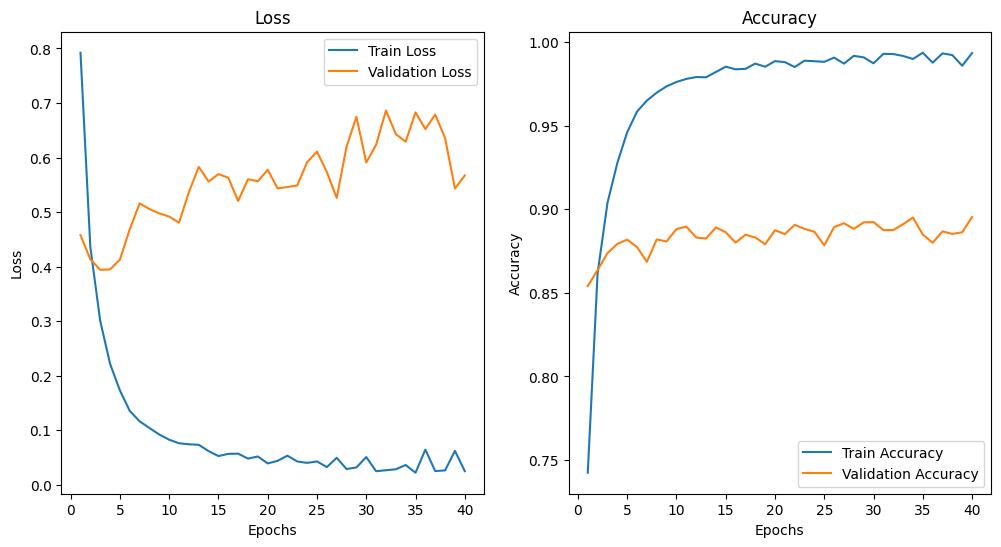 Loss
Train Loss
Validation Loss
0.8
0.7
0.6
0.5
0.4
0.3
0.2
0.1
0.0
Loss
0 5 10 15 20 25 30 35 40
Epochs
Accuracy
1.00
0.95
0.90
0.85
0.80
0.75
Accuracy
Train Accuracy
Validation Accuracy
0 5 10 15 20 25 30 35 40
Epochs